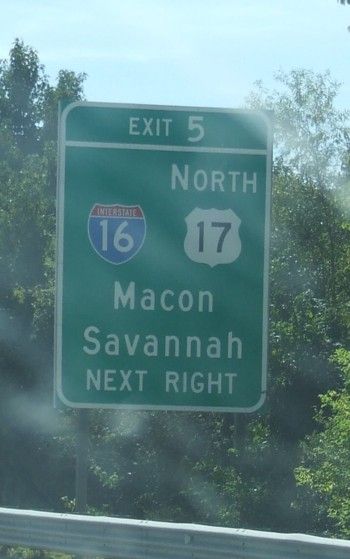 EXIT 5
NORTH
INTERSTATE
16 17
Macon
Savannah
NEXT RIGHT